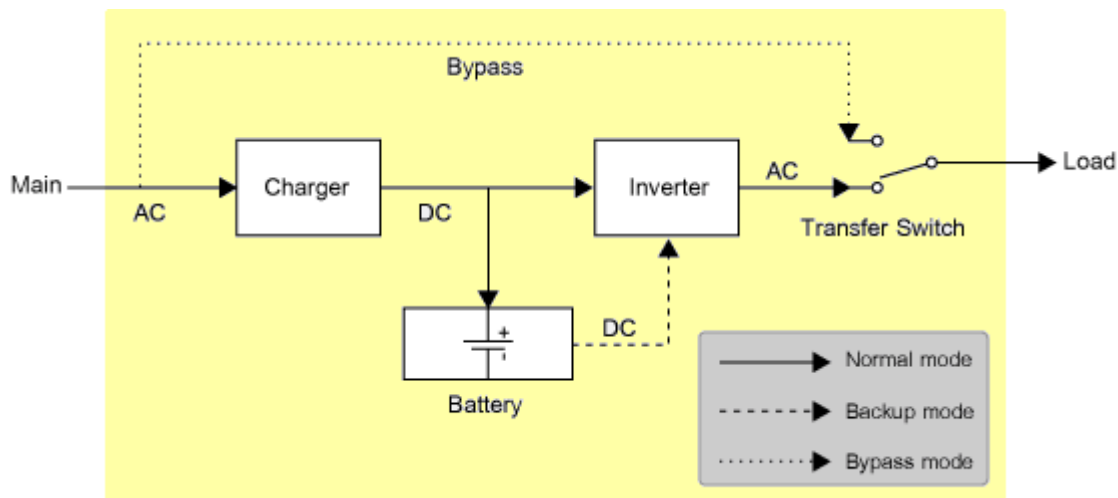 Bypass
Main
AC
Charger
DC
Inverter
AC
Load
Transfer Switch
+
-
DC
Battery
Normal mode
Backup mode
Bypass mode